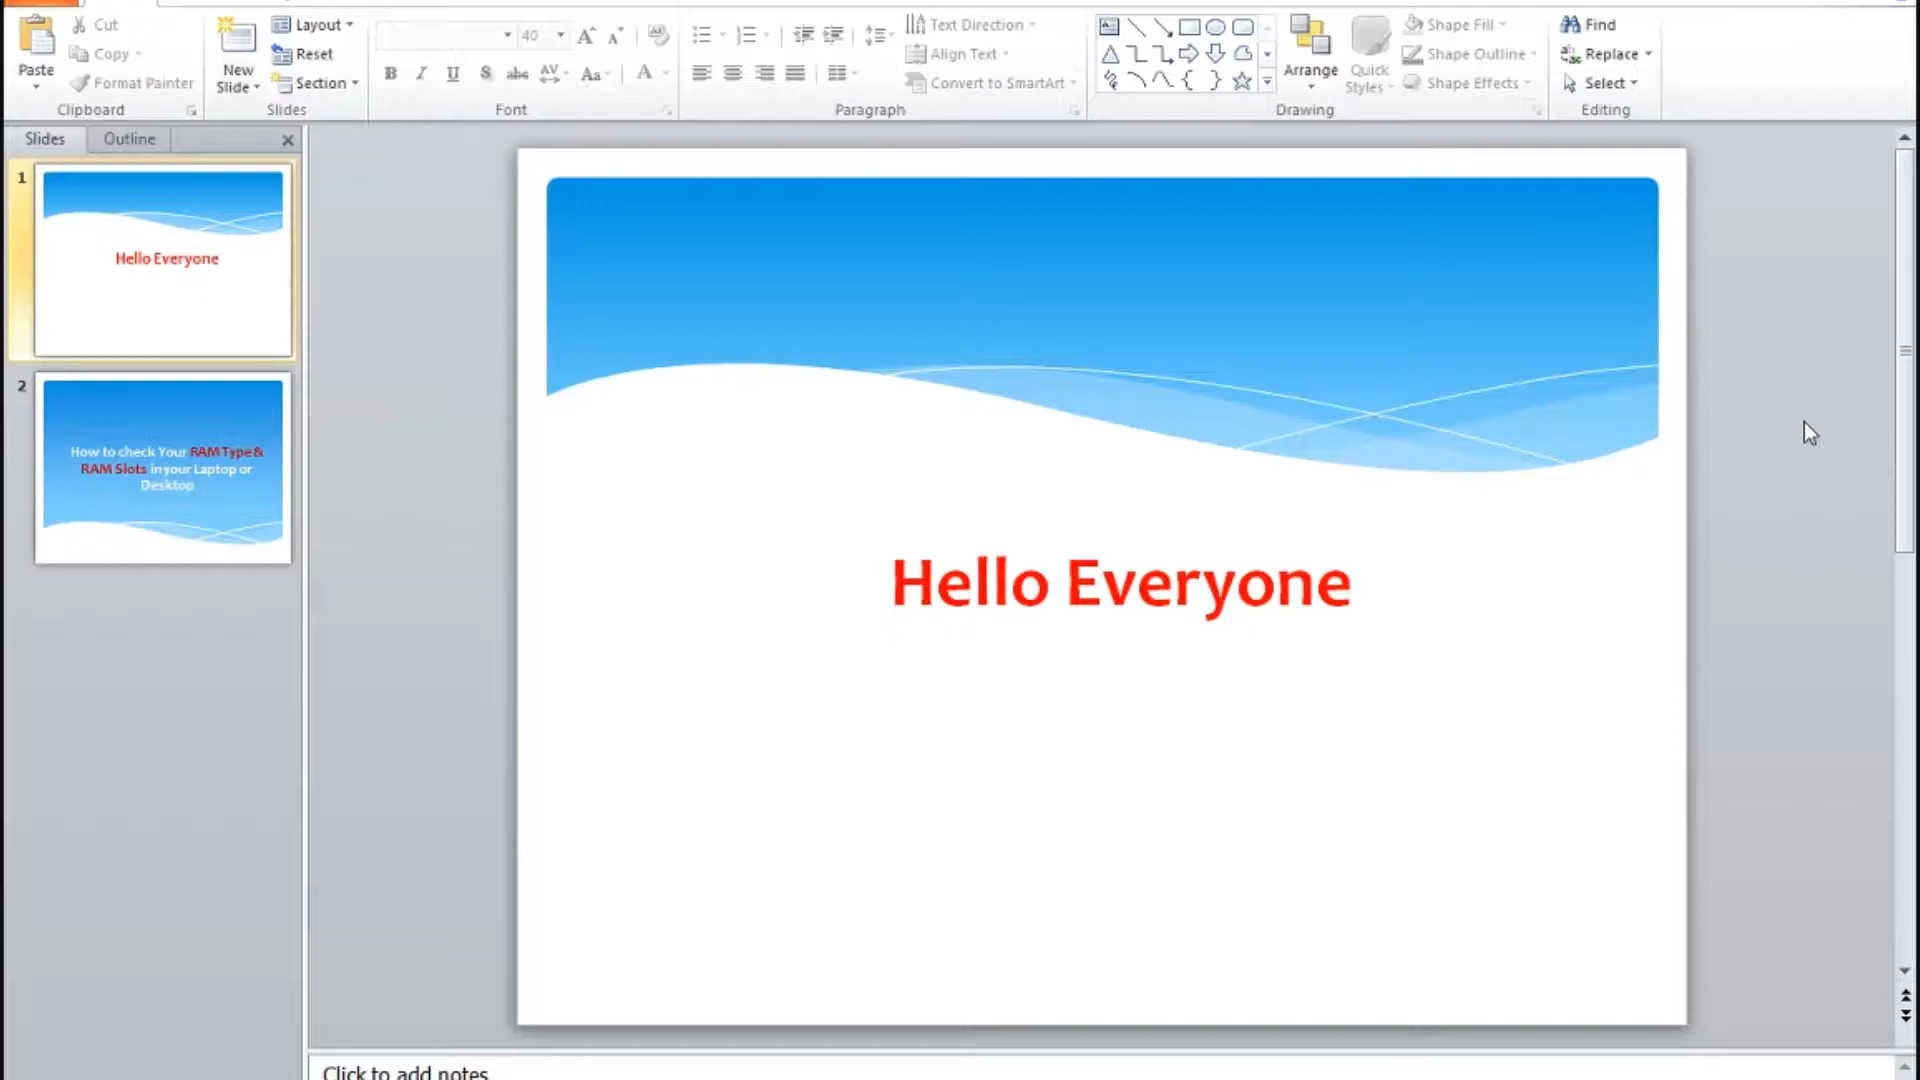 Cut
Layout
40
Text Direction
Shape Fill
Find
Copy
Reset
Align Text
Shape Outline
Replace
Paste
Format Painter
New
Slide
Section
B I U S abc AV Aa A
Convert to SmartArt
Arrange
Quick
Styles
Shape Effects
Select
Clipboard
Slides
Font
Paragraph
Drawing
Editing
Slides
Outline
1
Hello Everyone
2
How to check Your RAM Type &
RAM Slots in your Laptop or
Desktop
Hello Everyone
Click to add notes